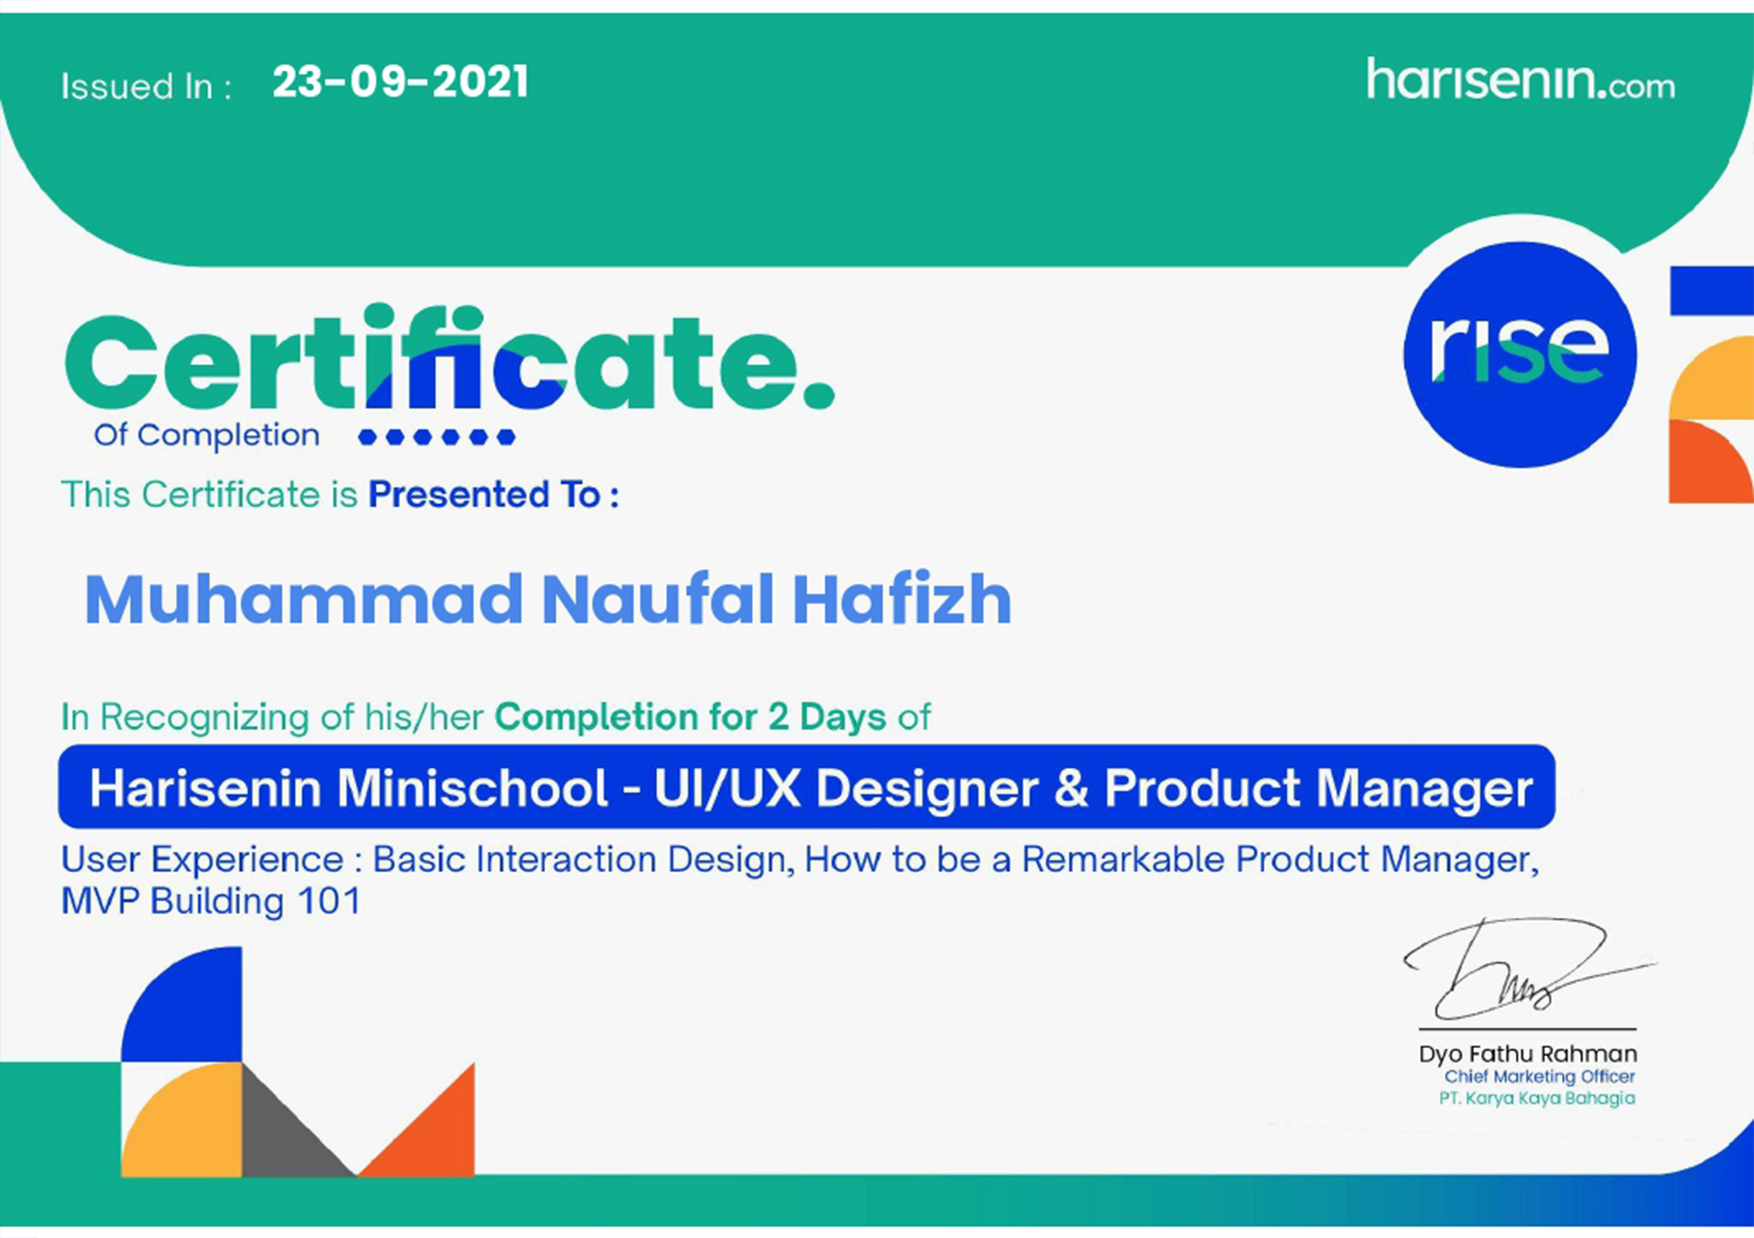 Issued In : 23-09-2021
harisenin.com
rise
Certificate.
Of Completion
This Certificate is Presented To :
Muhammad Naufal Hafizh
In Recognizing of his/her Completion for 2 Days of
Harisenin Minischool - UI/UX Designer & Product Manager
User Experience : Basic Interaction Design, How to be a Remarkable Product Manager,
MVP Building 101
Dyo Fathu Rahman
Chief Marketing Officer
PT. Karya Kaya Bahagia